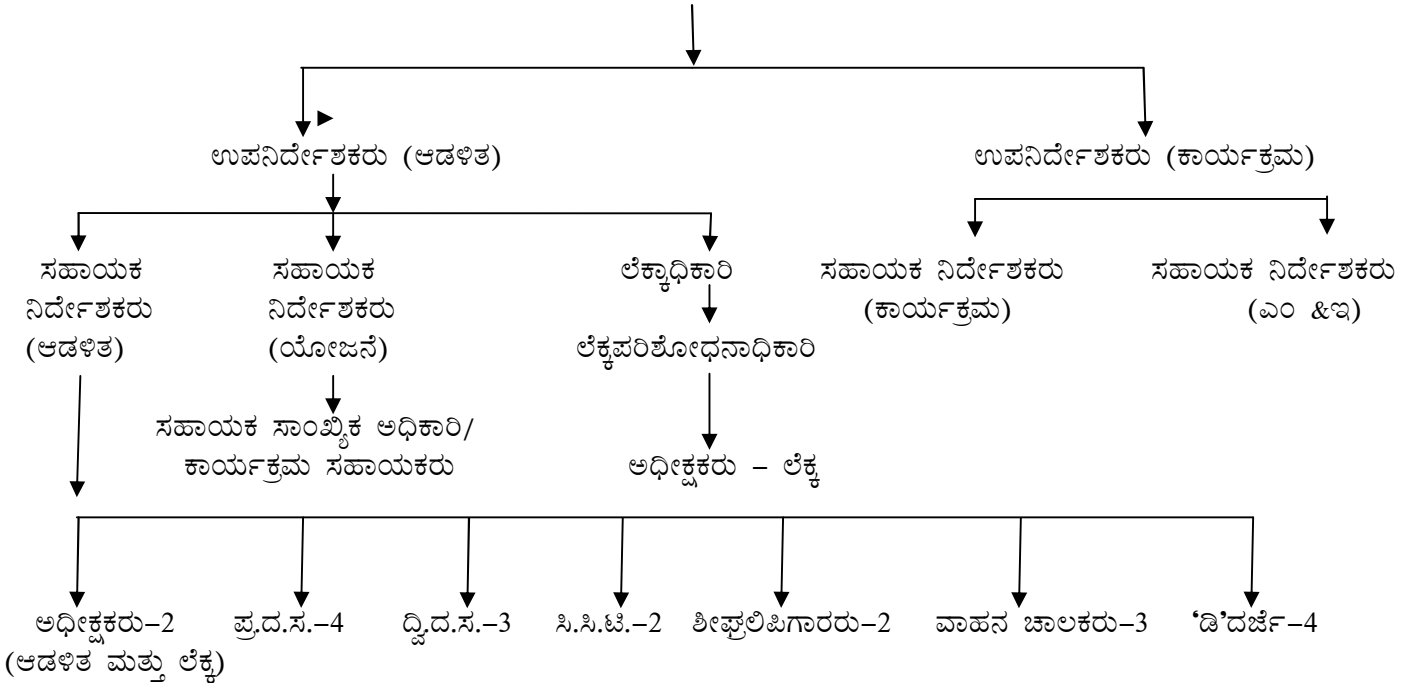 ಉಪನಿರ್ದೇಶಕರು (ಆಡಳಿತ)
ಉಪನಿರ್ದೇಶಕರು (ಕಾರ್ಯಕ್ರಮ)
ಸಹಾಯಕ
ನಿರ್ದೇಶಕರು
(ಆಡಳಿತ)
ಸಹಾಯಕ
ನಿರ್ದೇಶಕರು
(ಯೋಜನೆ)
ಲೆಕ್ಕಾಧಿಕಾರಿ
ಲೆಕ್ಕಪರಿಶೋಧನಾಧಿಕಾರಿ
ಸಹಾಯಕ ನಿರ್ದೇಶಕರು
(ಕಾರ್ಯಕ್ರಮ)
ಸಹಾಯಕ ನಿರ್ದೇಶಕರು
(ಎಂ &ಇ)
ಸಹಾಯಕ ಸಾಂಖ್ಯಿಕ ಅಧಿಕಾರಿ/
ಕಾರ್ಯಕ್ರಮ ಸಹಾಯಕರು
ಅಧೀಕ್ಷಕರು – ಲೆಕ್ಕ
ಅಧೀಕ್ಷಕರು–2
(ಆಡಳಿತ ಮತ್ತು ಲೆಕ್ಕ)
ಪ್ರ.ದ.ಸ.–4
ದ್ವಿ.ದ.ಸ.–3
ಸಿ.ಸಿ.ಟಿ.–2
ಶೀಘ್ರಲಿಪಿಗಾರರು–2
ವಾಹನ ಚಾಲಕರು–3
‘ಡಿ’ದರ್ಜೆ–4